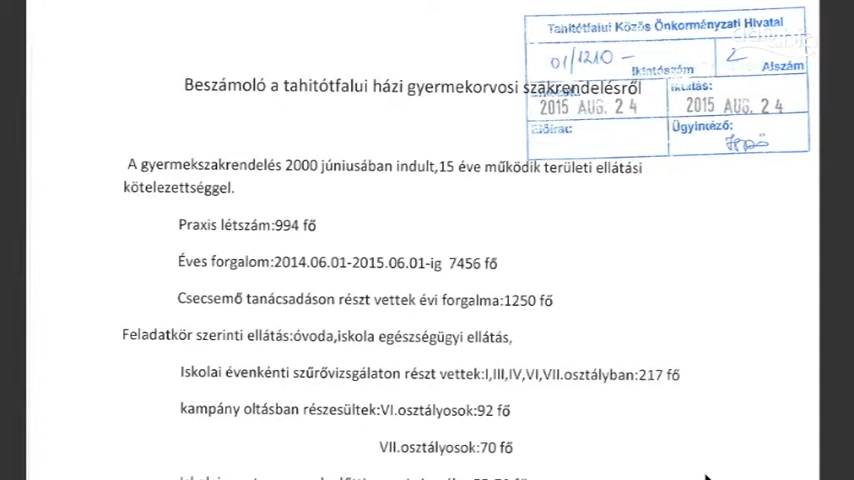 Tahitótfalui Közös Önkormányzati Hivatal
01/1210 –
2
Iktatószám
Alszám
Beszámoló a tahitótfalui házi gyermekorvosi szakrendelésről
Iktatás:
2015 AUG. 24
2015 AUG. 24
Előirat:
Ügyintéző:
A gyermekszakrendelés 2000 júniusában indult,15 éve működik területi ellátási
kötelezettséggel.
Praxis létszám:994 fő
Éves forgalom:2014.06.01-2015.06.01-ig 7456 fő
Csecsemő tanácsadáson részt vettek évi forgalma:1250 fő
Feladatkör szerinti ellátás:óvoda,iskola egészségügyi ellátás,
Iskolai évenkénti szűrővizsgálaton részt vettek:I,III,IV,VI,VII.osztályban:217 fő
kampány oltásban részesültek:VI.osztályosok:92 fő
VII.osztályosok:70 fő